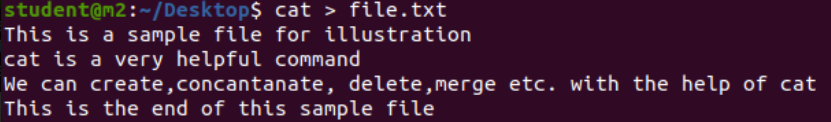 student@m2:~/Desktop$ cat > file.txt
This is a sample file for illustration
cat is a very helpful command
We can create,concantanate, delete,merge etc. with the help of cat
This is the end of this sample file